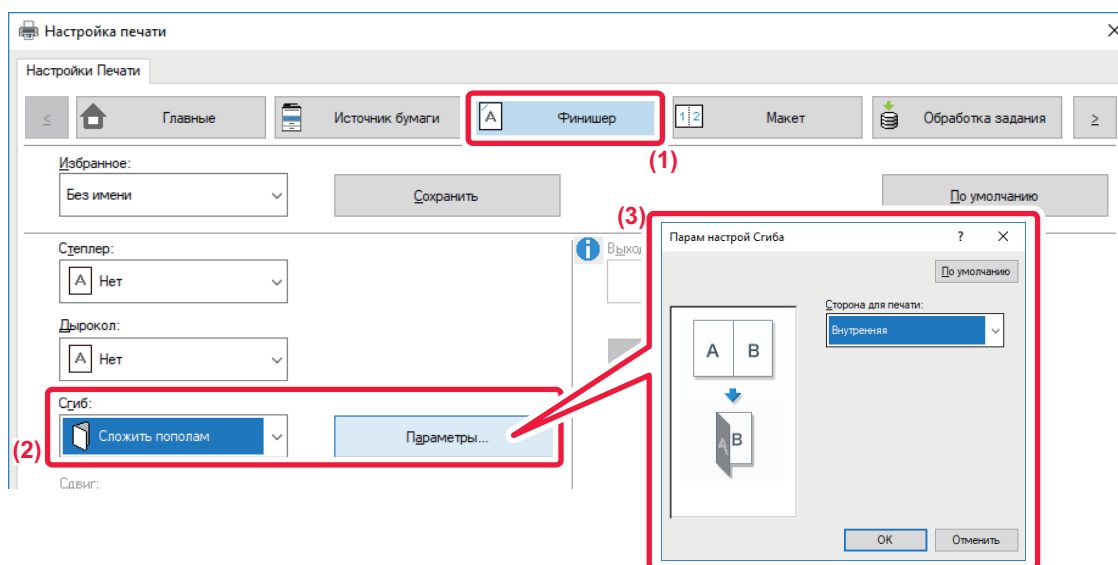 Настройка печати
Настройки Печати
< Главные Источник бумаги A Финишер 1 2 Макет Обработка задания >
(1)
Избранное:
Без имени Сохранить По умолчанию
(3)
Степлер:
A Нет
Дырокол:
A Нет
Сгиб:
(2) Сложить пополам Параметры...
Сдвиг:
i Выхо
Парам настрой Сгиба ?
По умолчанию
Сторона для печати:
Внутренняя
A B
A B
OK Отменить